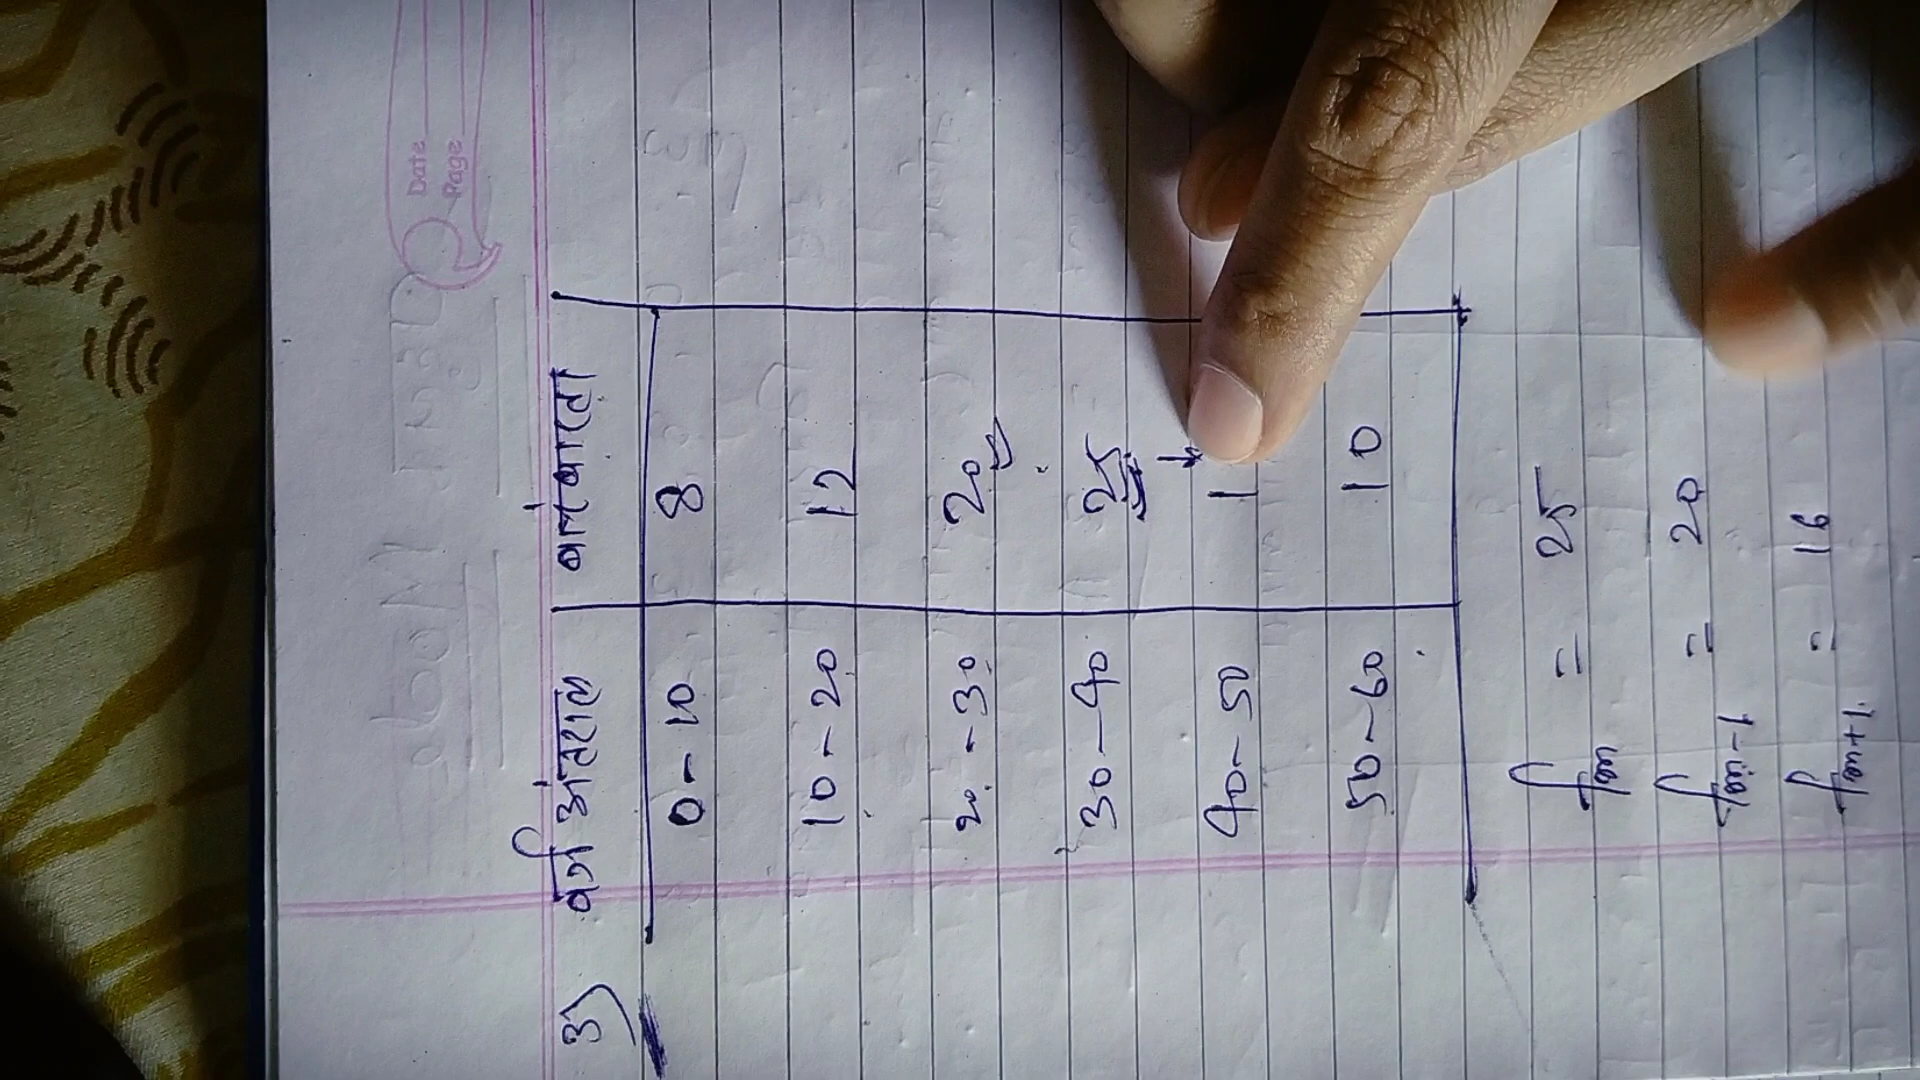 Date
Page
3) वर्ग अंतराल बारंबारता
0-10 8
10-20 12
20-30 20
30-40 25
40-50 1
50-60 10
fm = 25
fm-1 = 20
fm+1 = 16